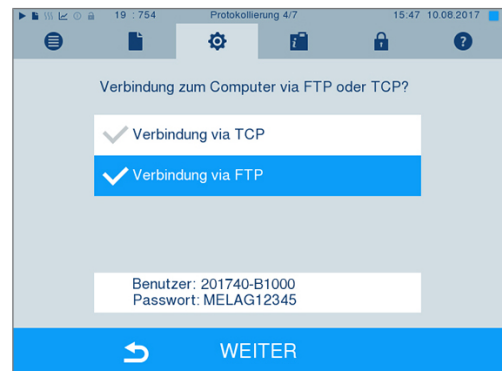 19 : 754 Protokollierung 4/7 15:47 10.08.2017
Verbindung zum Computer via FTP oder TCP?
Verbindung via TCP
Verbindung via FTP
Benutzer: 201740-B1000
Passwort: MELAG12345
WEITER